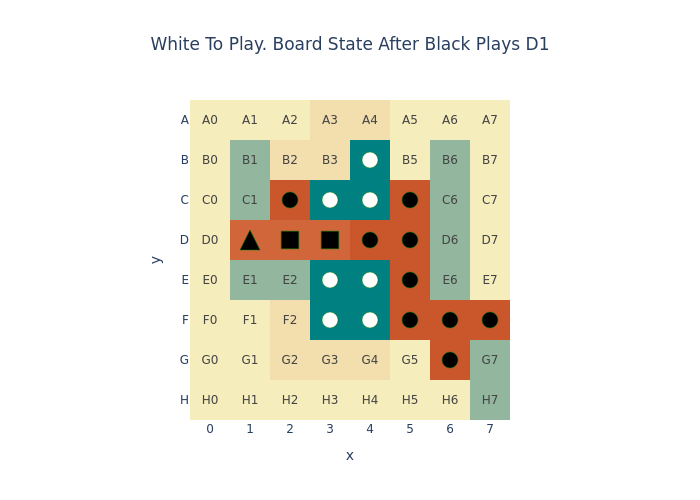 White To Play. Board State After Black Plays D1
A A0 A1 A2 A3 A4 A5 A6 A7
B B0 B1 B2 B3 B5 B6 B7
C C0 C1 C6 C7
D D0 D6 D7
E E0 E1 E2 E6 E7
F F0 F1 F2
G G0 G1 G2 G3 G4 G5 G7
H H0 H1 H2 H3 H4 H5 H6 H7
0 1 2 3 4 5 6 7
x
y